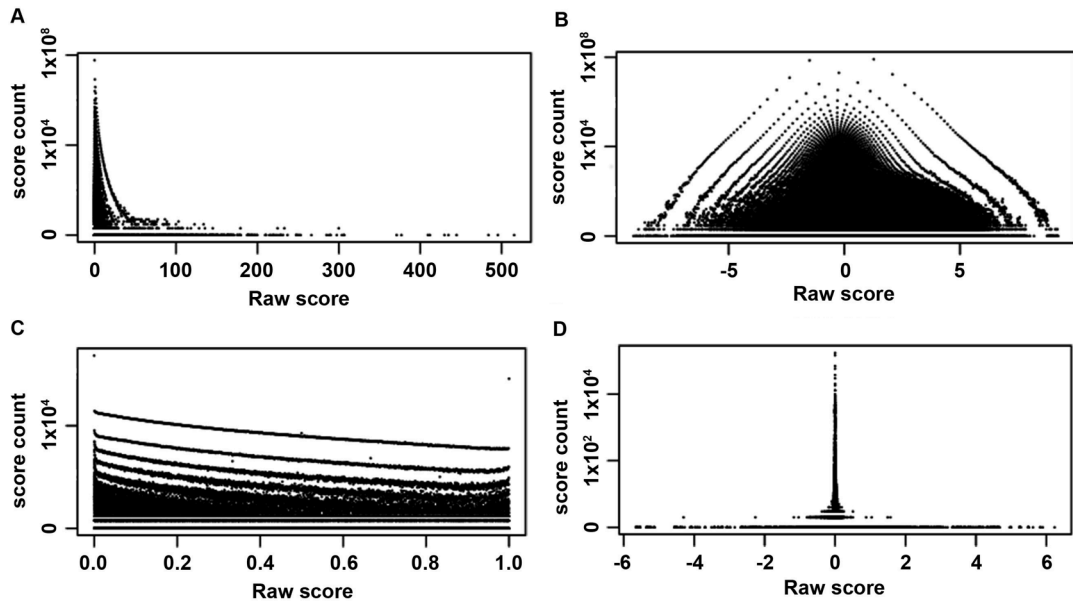 A
score count
1x10⁸
1x10⁴
0
0 100 200 300 400 500
Raw score
B
score count
1x10⁸
1x10⁴
0
-5 0 5
Raw score
C
score count
1x10⁴
0
0.0 0.2 0.4 0.6 0.8 1.0
Raw score
D
score count
1x10⁴
1x10²
0
-6 -4 -2 0 2 4 6
Raw score